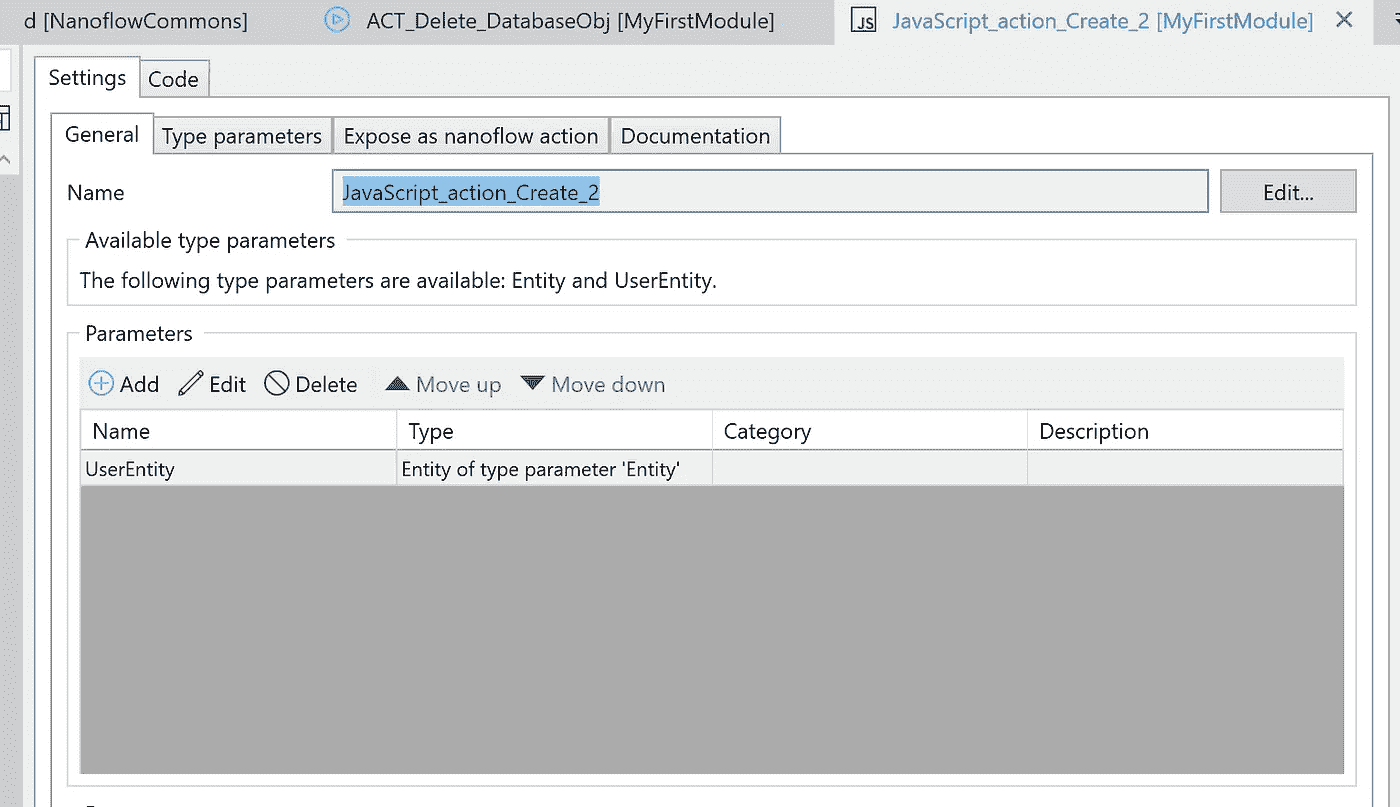 d [NanoflowCommons] ACT_Delete_DatabaseObj [MyFirstModule] JS JavaScript_action_Create_2 [MyFirstModule]
Settings Code
General Type parameters Expose as nanoflow action Documentation
Name JavaScript_action_Create_2 Edit...
Available type parameters
The following type parameters are available: Entity and UserEntity.
Parameters
Add Edit Delete Move up Move down
Name Type Category Description
UserEntity Entity of type parameter 'Entity'